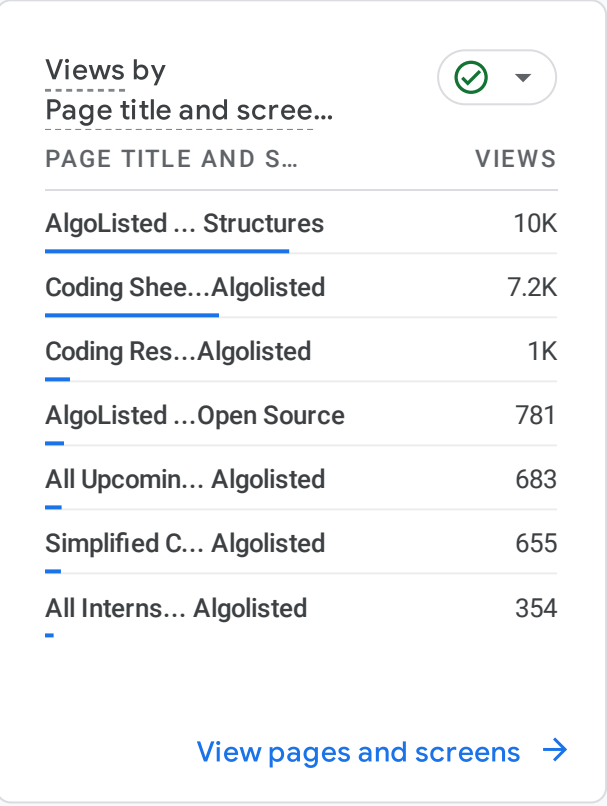 Views by
Page title and scree...
PAGE TITLE AND S... VIEWS
AlgoListed ... Structures 10K
Coding Shee...Algolisted 7.2K
Coding Res...Algolisted 1K
AlgoListed ...Open Source 781
All Upcomin... Algolisted 683
Simplified C... Algolisted 655
All Interns... Algolisted 354
View pages and screens